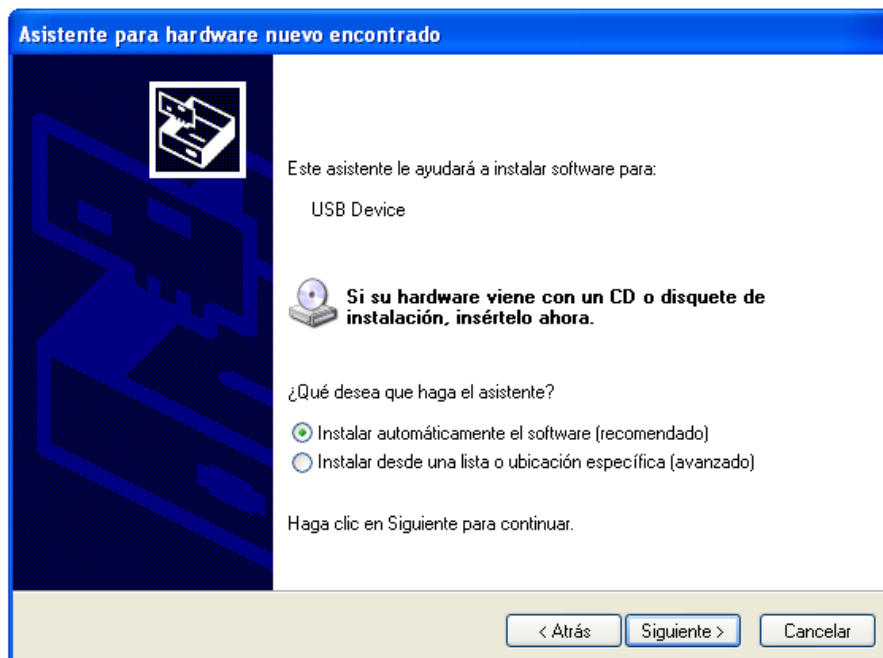 Asistente para hardware nuevo encontrado
Este asistente le ayudará a instalar software para:
USB Device
Si su hardware viene con un CD o disquete de
instalación, insértelo ahora.
¿Qué desea que haga el asistente?
Instalar automáticamente el software (recomendado)
Instalar desde una lista o ubicación específica (avanzado)
Haga clic en Siguiente para continuar.
< Atrás
Siguiente >
Cancelar